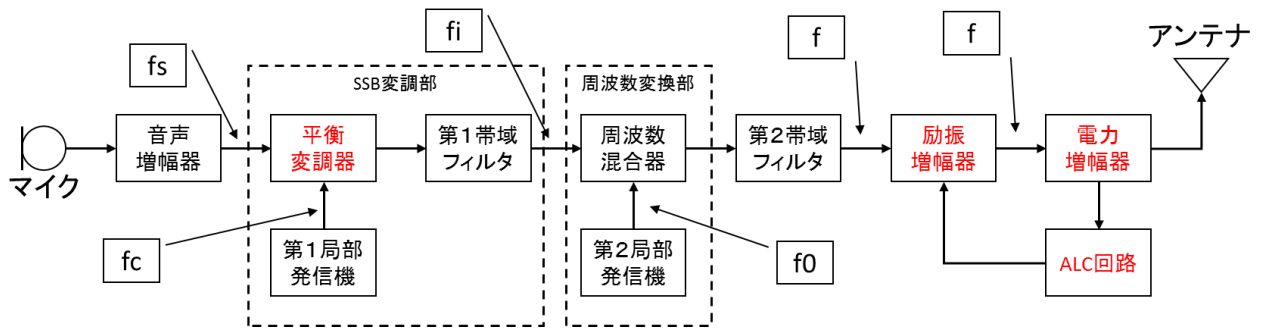 fs
fi
f
f
アンテナ
SSB変調部
周波数変換部
マイク
音声
増幅器
平衡
変調器
第１帯域
フィルタ
周波数
混合器
第２帯域
フィルタ
励振
増幅器
電力
増幅器
fc
第１局部
発信機
第２局部
発信機
f0
ALC回路